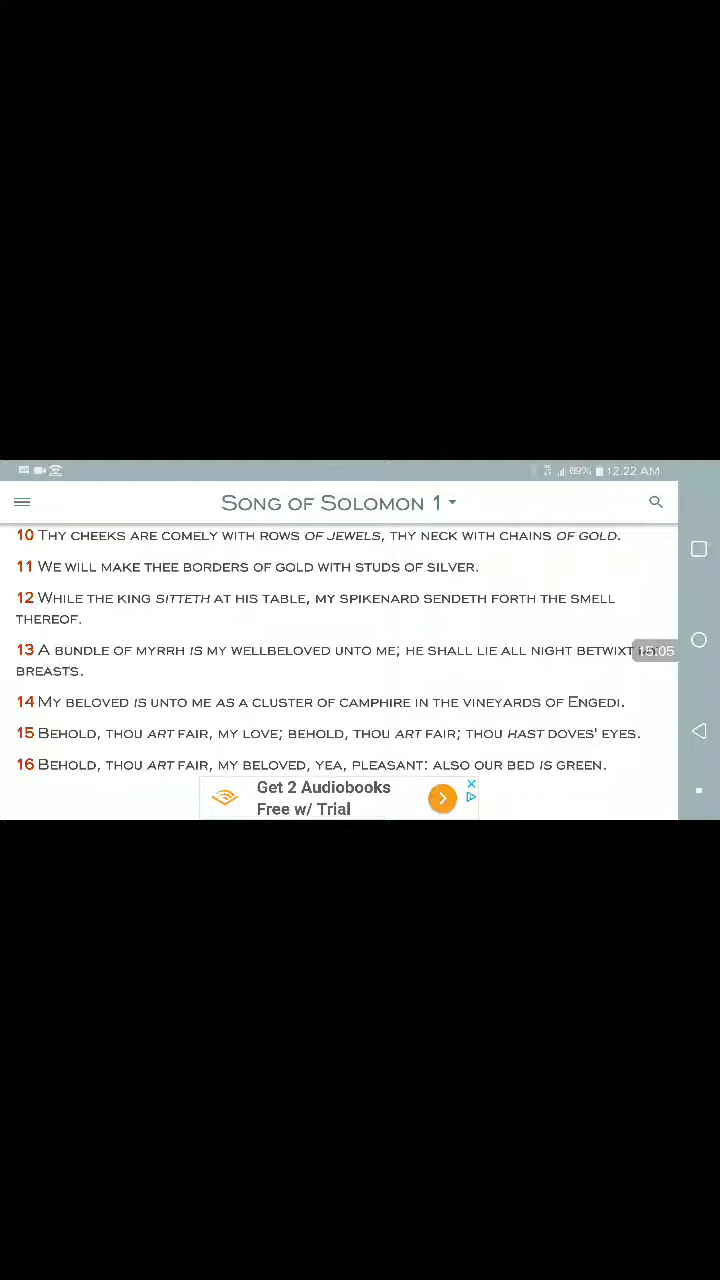 69% 12.22 AM
SONG OF SOLOMON 1
10 THY CHEEKS ARE COMELY WITH ROWS OF JEWELS, THY NECK WITH CHAINS OF GOLD.
11 WE WILL MAKE THEE BORDERS OF GOLD WITH STUDS OF SILVER.
12 WHILE THE KING SITTETH AT HIS TABLE, MY SPIKENARD SENDETH FORTH THE SMELL
THEREOF.
13 A BUNDLE OF MYRRH IS MY WELLBELOVED UNTO ME; HE SHALL LIE ALL NIGHT BETWIXT
15:05
BREASTS.
14 MY BELOVED IS UNTO ME AS A CLUSTER OF CAMPHIRE IN THE VINEYARDS OF ENGEDI.
15 BEHOLD, THOU ART FAIR, MY LOVE; BEHOLD, THOU ART FAIR; THOU HAST DOVES' EYES.
16 BEHOLD, THOU ART FAIR, MY BELOVED, YEA, PLEASANT: ALSO OUR BED IS GREEN.
Get 2 Audiobooks
Free w/ Trial